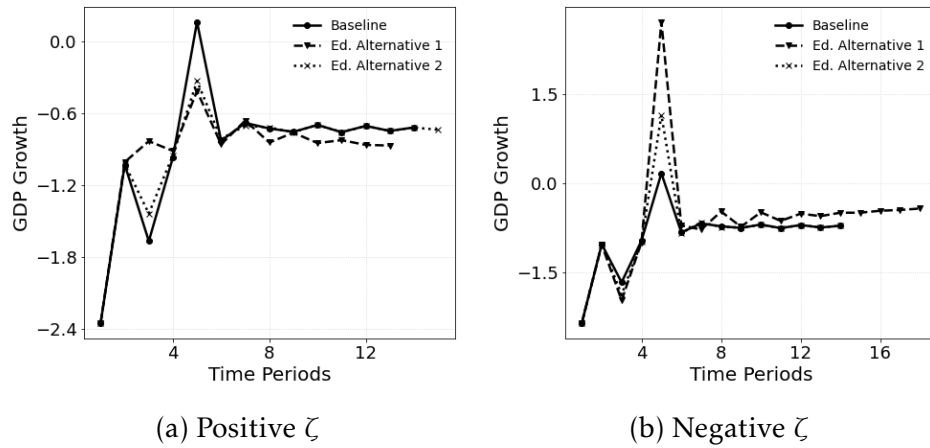 Baseline
Ed. Alternative 1
Ed. Alternative 2
GDP Growth
0.0
−0.6
−1.2
−1.8
−2.4
4 8 12
Time Periods
(a) Positive ζ
Baseline
Ed. Alternative 1
Ed. Alternative 2
GDP Growth
1.5
0.0
−1.5
4 8 12 16
Time Periods
(b) Negative ζ